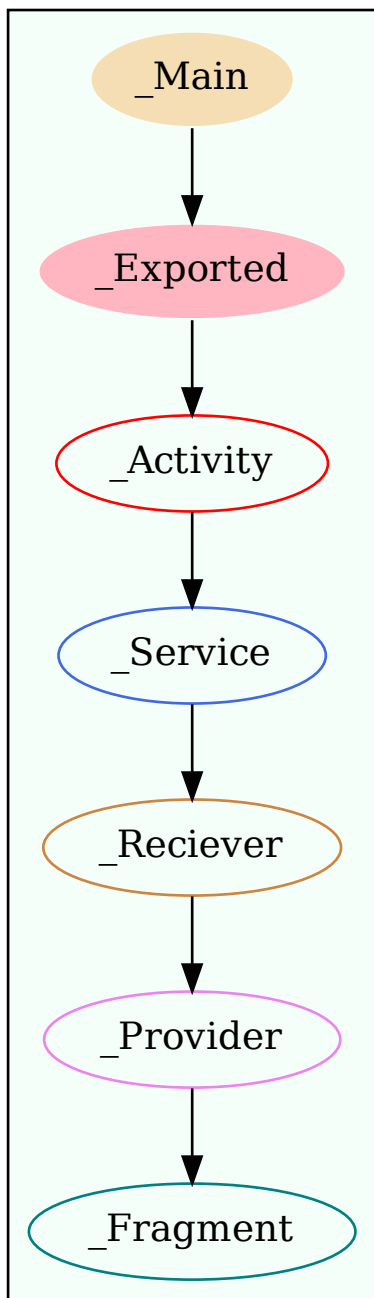 _Main
_Exported
_Activity
_Service
_Reciever
_Provider
_Fragment